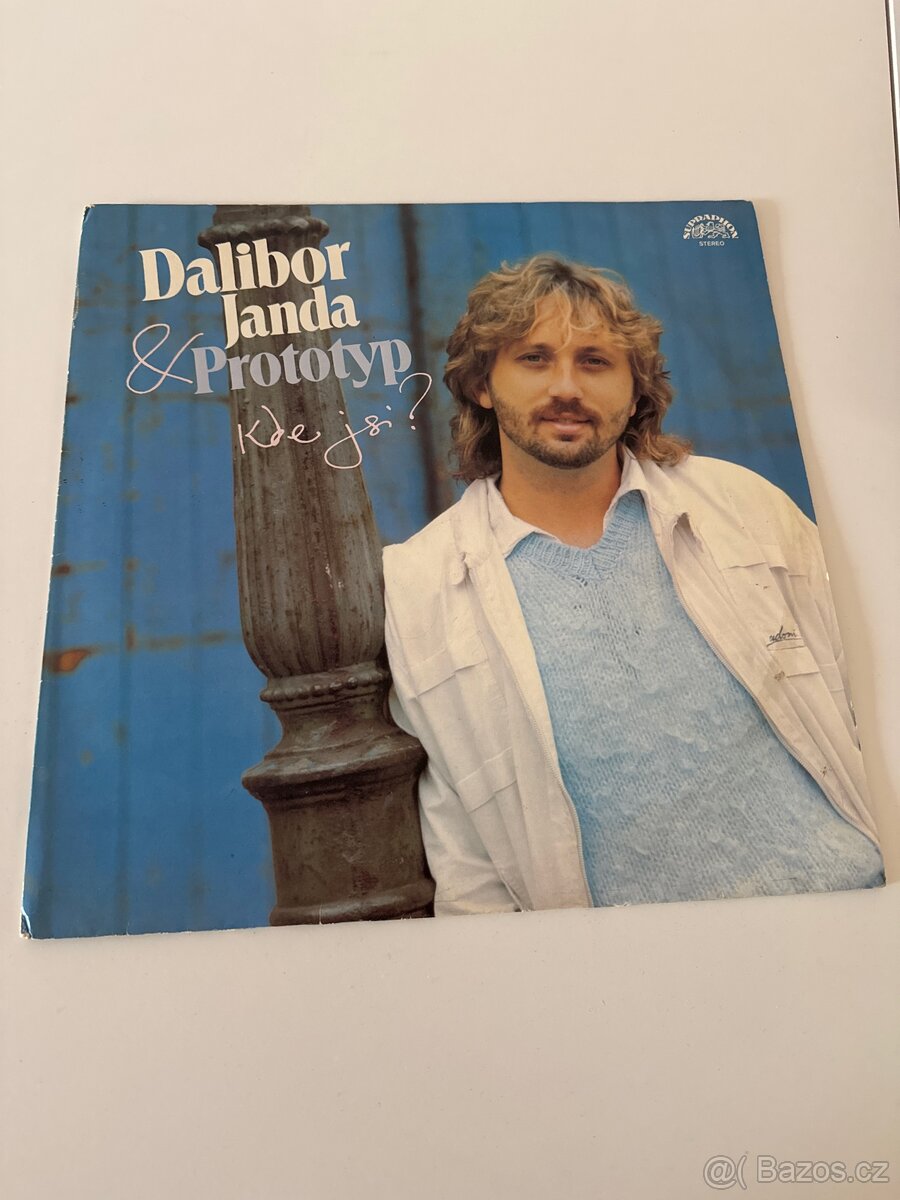 Dalibor
Janda
& Prototyp
Kde jsi?
SUPRAPHON
STEREO
@( Bazos.cz